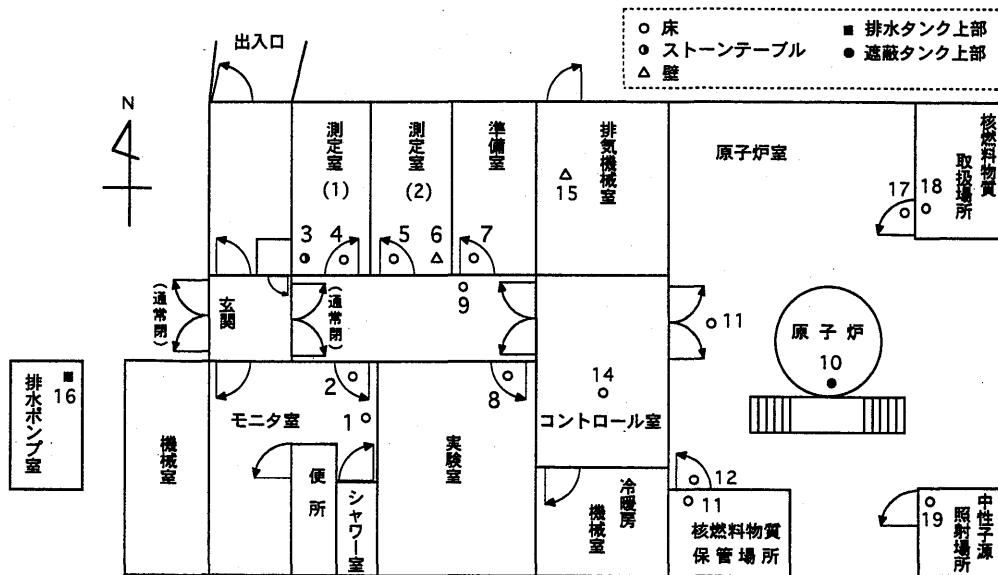 出入口
○ 床
◑ ストーンテーブル
△ 壁
■ 排水タンク上部
● 遮蔽タンク上部
N
測定室
(1)
測定室
(2)
準備室
排気機械室
15
原子炉室
核燃料物質
取扱場所
17
18
3
4
5
6
7
(通常閉)
玄関
(通常閉)
9
11
原子炉
10
排水ポンプ室
16
機械室
モニタ室
2
1
便所
シャワー室
実験室
8
14
コントロール室
冷暖房
機械室
12
11
核燃料物質
保管場所
19
中性子源
照射場所